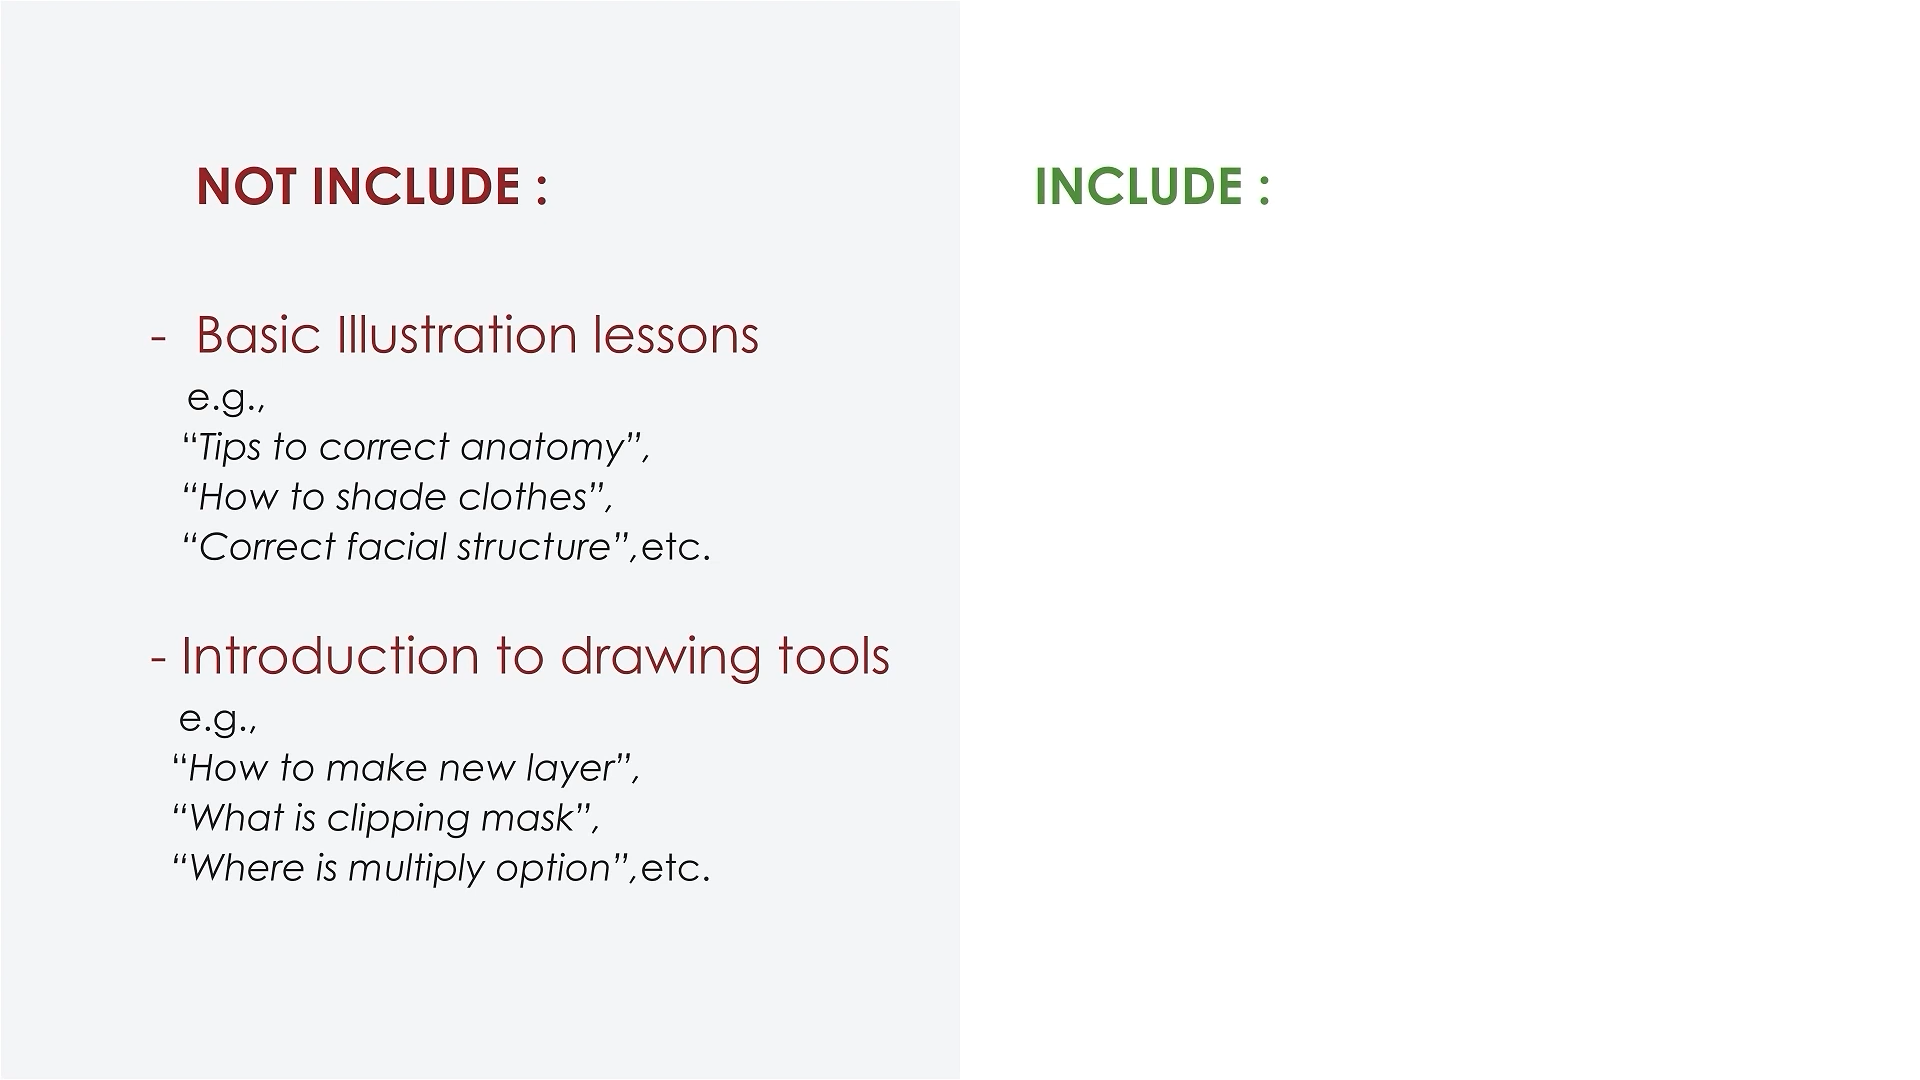 NOT INCLUDE :
- Basic Illustration lessons
e.g.,
“Tips to correct anatomy”,
“How to shade clothes”,
“Correct facial structure”,etc.
- Introduction to drawing tools
e.g.,
“How to make new layer”,
“What is clipping mask”,
“Where is multiply option”,etc.
INCLUDE :